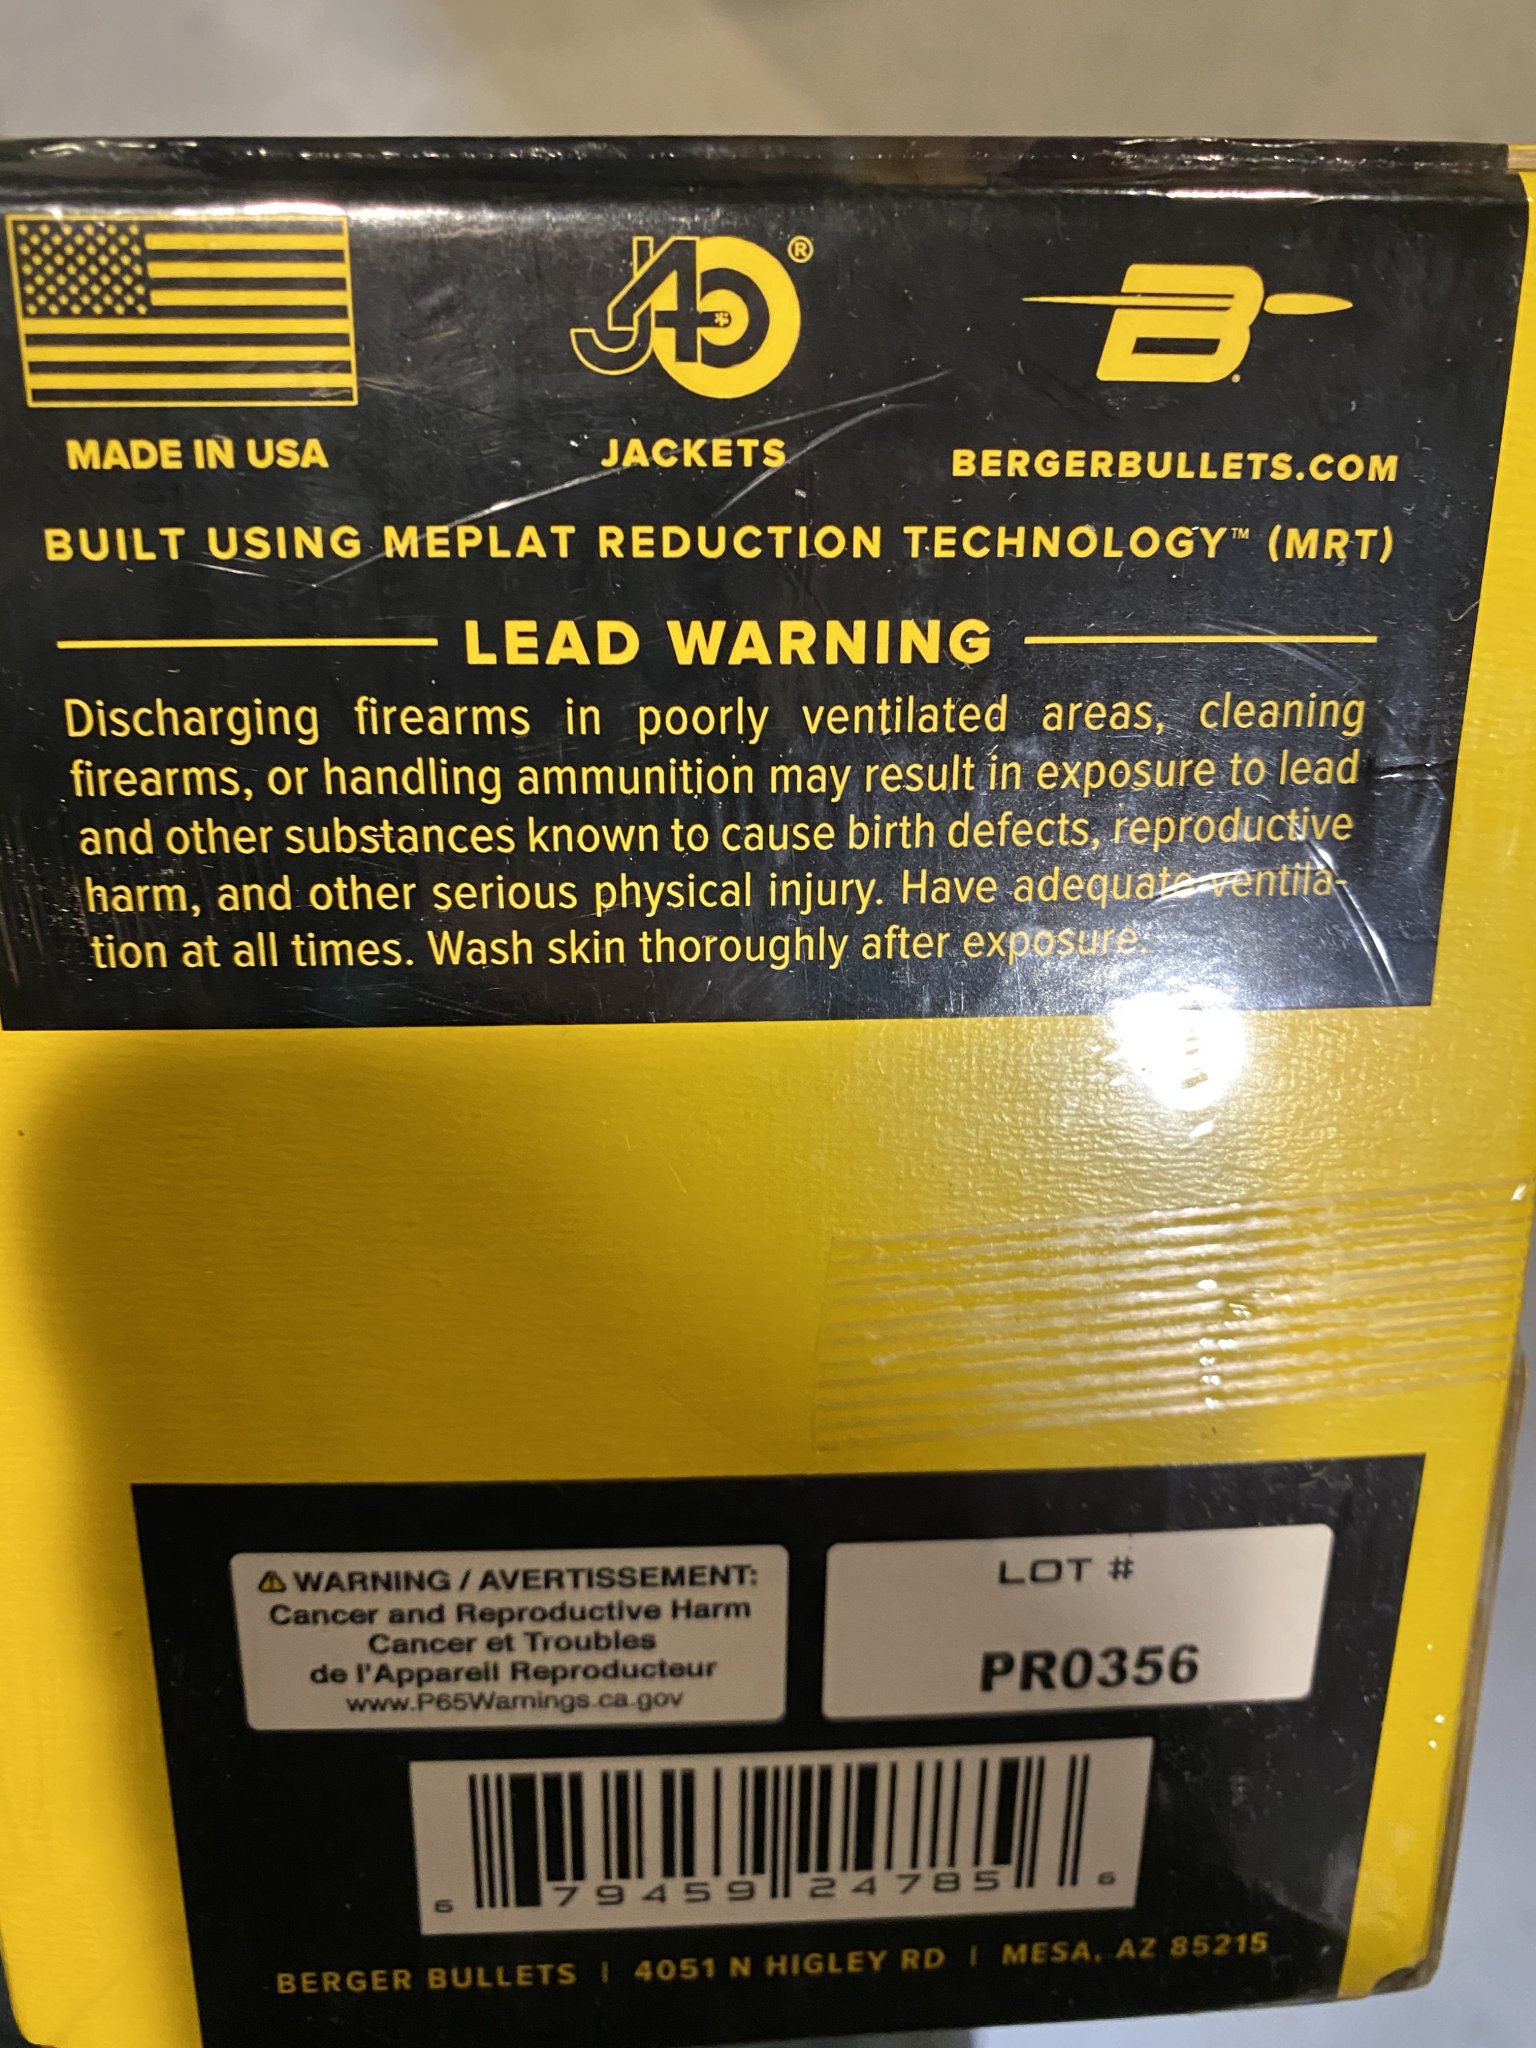 J4®
B.
MADE IN USA
JACKETS
BERGERBULLETS.COM
BUILT USING MEPLAT REDUCTION TECHNOLOGY™ (MRT)
LEAD WARNING
Discharging firearms in poorly ventilated areas, cleaning
firearms, or handling ammunition may result in exposure to lead
and other substances known to cause birth defects, reproductive
harm, and other serious physical injury. Have adequate ventila-
tion at all times. Wash skin thoroughly after exposure.
⚠ WARNING / AVERTISSEMENT:
Cancer and Reproductive Harm
Cancer et Troubles
de l'Appareil Reproducteur
www.P65Warnings.ca.gov
LOT #
PR0356
6 79459 24785 6
BERGER BULLETS | 4051 N HIGLEY RD | MESA, AZ 85215